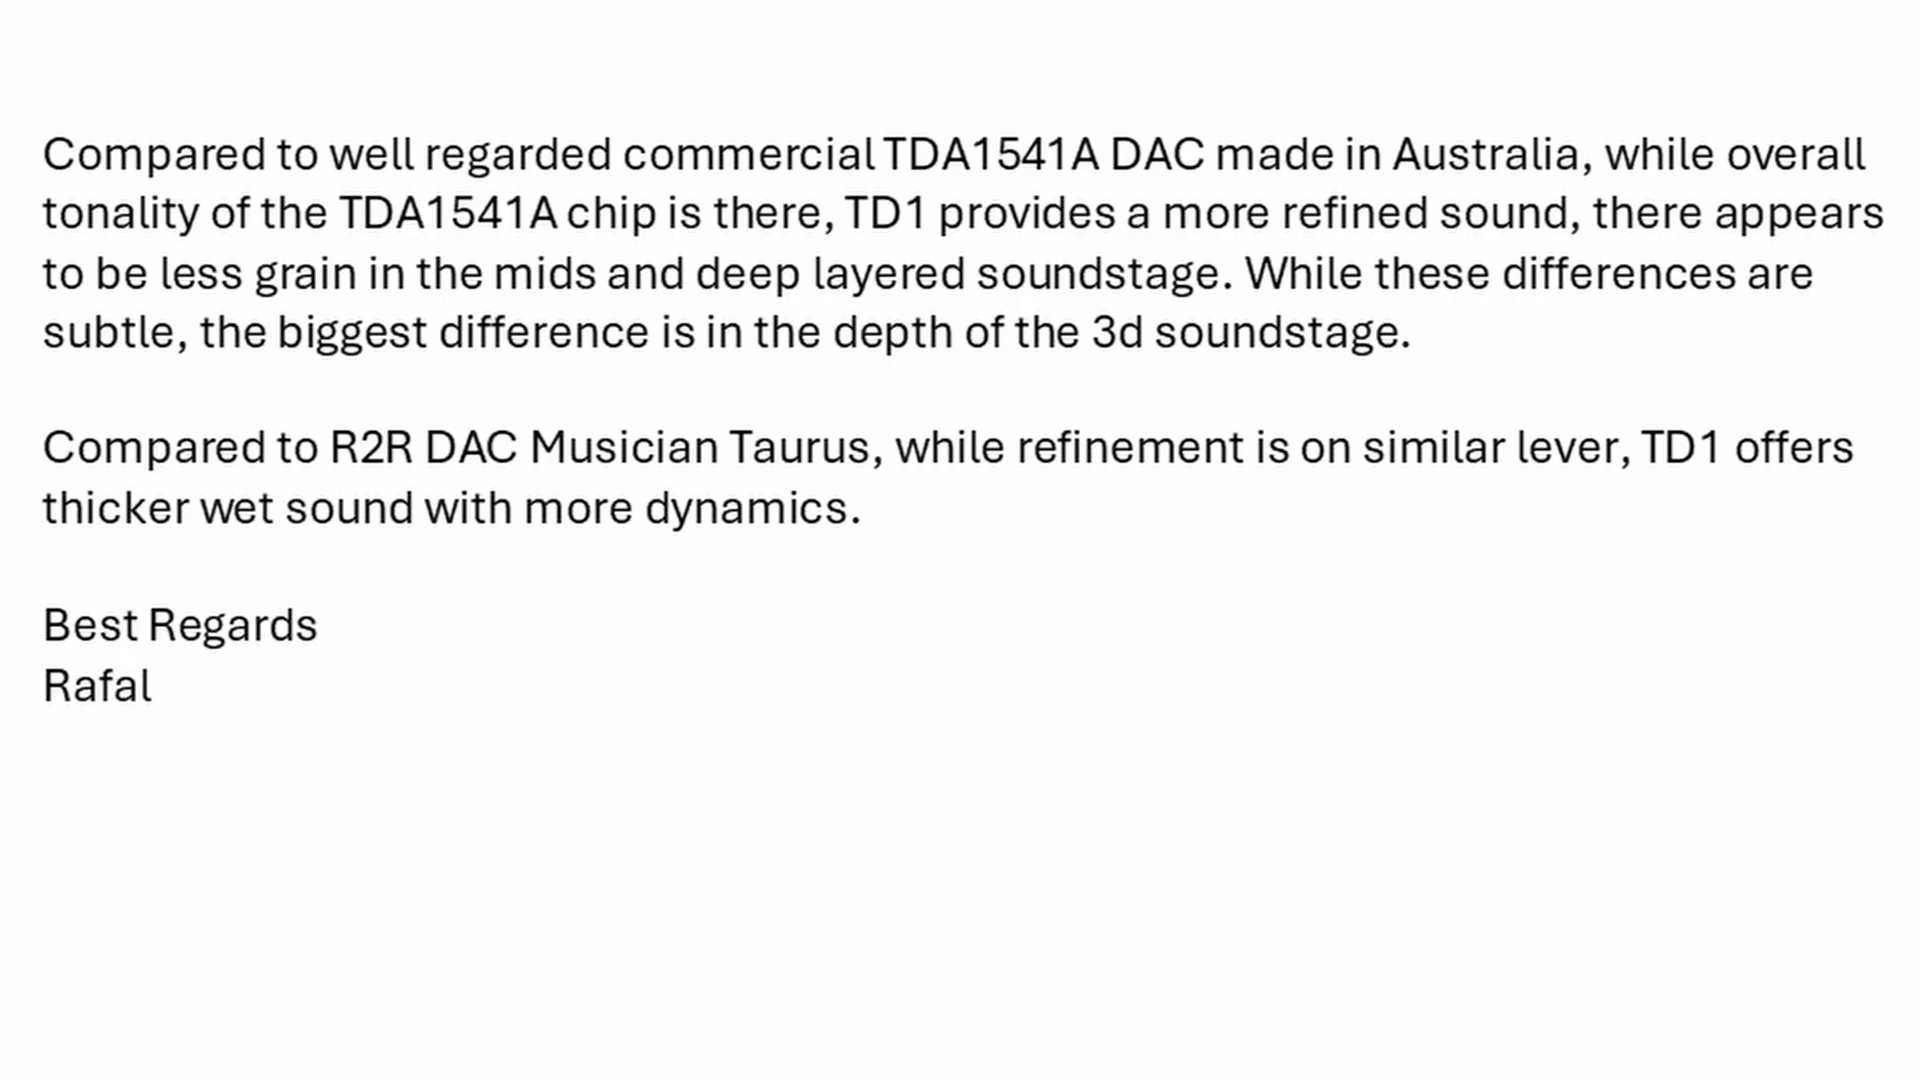 Compared to well regarded commercial TDA1541A DAC made in Australia, while overall
tonality of the TDA1541A chip is there, TD1 provides a more refined sound, there appears
to be less grain in the mids and deep layered soundstage. While these differences are
subtle, the biggest difference is in the depth of the 3d soundstage.
Compared to R2R DAC Musician Taurus, while refinement is on similar lever, TD1 offers
thicker wet sound with more dynamics.
Best Regards
Rafal